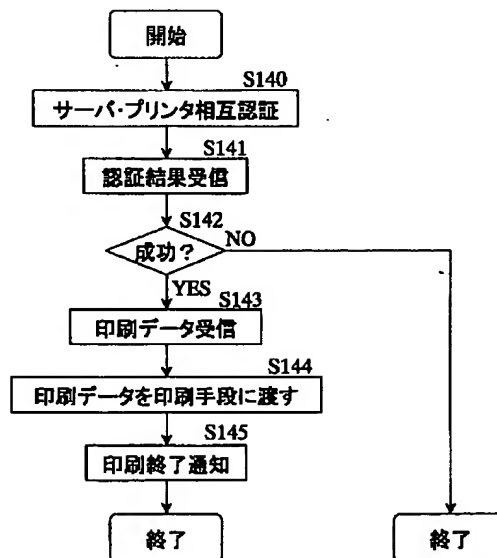 開始
S140
サーバ・プリンタ相互認証
S141
認証結果受信
S142
成功?
NO
YES
S143
印刷データ受信
S144
印刷データを印刷手段に渡す
S145
印刷終了通知
終了
終了